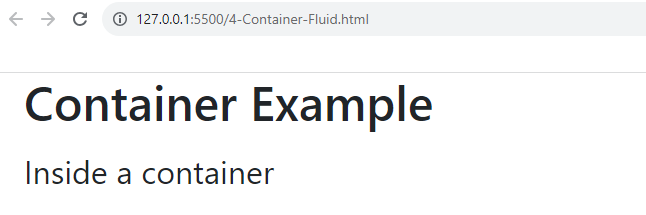 127.0.0.1:5500/4-Container-Fluid.html
Container Example
Inside a container